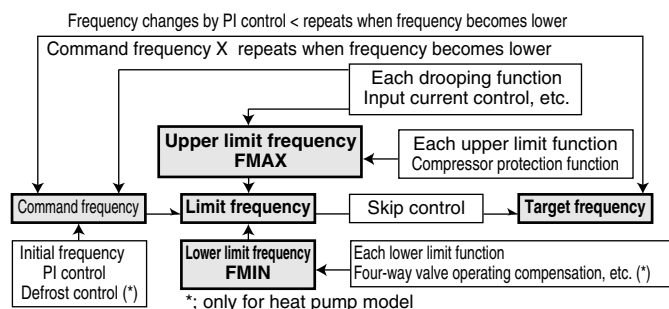 Frequency changes by PI control < repeats when frequency becomes lower
Command frequency X repeats when frequency becomes lower
Each drooping function
Input current control, etc.
Upper limit frequency
FMAX
Each upper limit function
Compressor protection function
Command frequency
Limit frequency
Skip control
Target frequency
Initial frequency
PI control
Defrost control (*)
Lower limit frequency
FMIN
Each lower limit function
Four-way valve operating compensation, etc. (*)
*; only for heat pump model